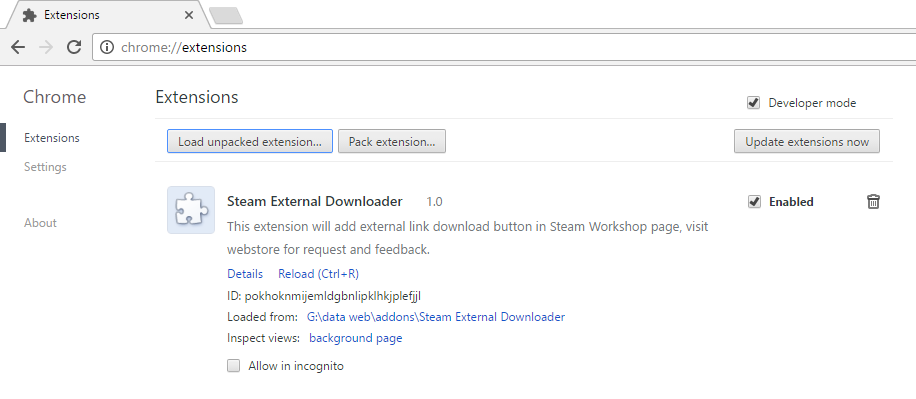 Extensions
chrome://extensions
Chrome
Extensions
Developer mode
Extensions
Load unpacked extension...
Pack extension...
Update extensions now
Settings
Steam External Downloader 1.0
Enabled
This extension will add external link download button in Steam Workshop page, visit
webstore for request and feedback.
About
Details Reload (Ctrl+R)
ID: pokhoknmijemldgbnlipklhkjplefjjl
Loaded from: G:\data web\addons\Steam External Downloader
Inspect views: background page
Allow in incognito